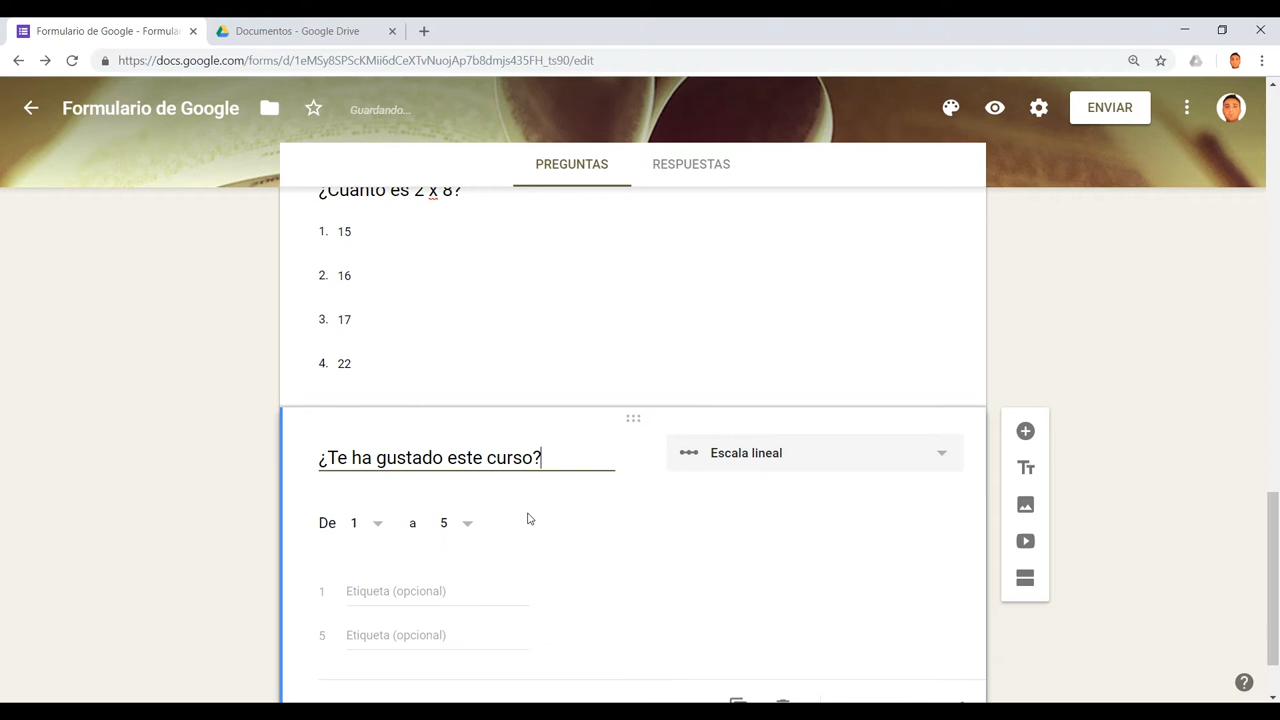 Formulario de Google - Formula
Documentos - Google Drive
https://docs.google.com/forms/d/1eMSy8SPScKMii6dCeXTvNuojAp7b8dmjs435FH_ts90/edit
Formulario de Google
Guardando...
ENVIAR
PREGUNTAS
RESPUESTAS
¿Cuanto es 2 x 8?
1. 15
2. 16
3. 17
4. 22
¿Te ha gustado este curso?
Escala lineal
De 1 a 5
1 Etiqueta (opcional)
5 Etiqueta (opcional)